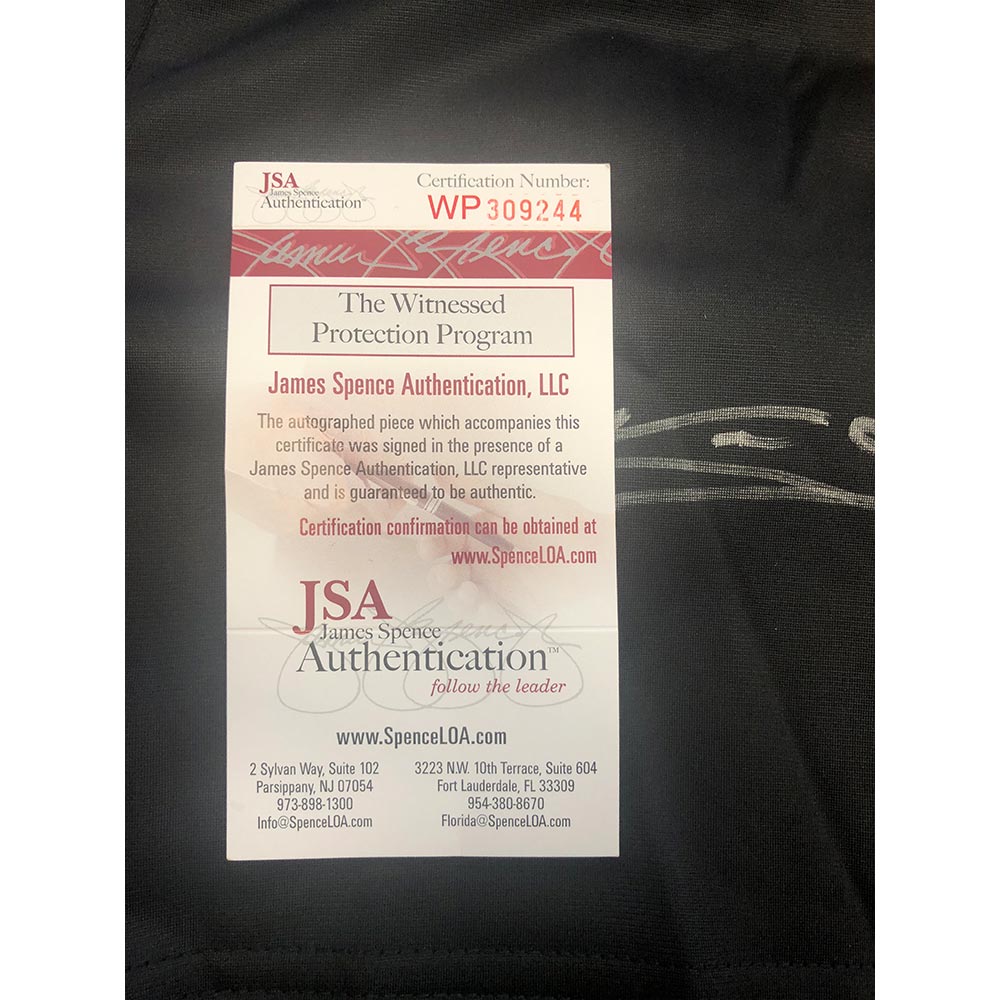 JSA
James Spence
Authentication™
Certification Number:
WP 309244
James Spence
The Witnessed
Protection Program
James Spence Authentication, LLC
The autographed piece which accompanies this
certificate was signed in the presence of a
James Spence Authentication, LLC representative
and is guaranteed to be authentic.
Certification confirmation can be obtained at
www.SpenceLOA.com
JSA
James Spence
Authentication™
follow the leader
www.SpenceLOA.com
2 Sylvan Way, Suite 102
Parsippany, NJ 07054
973-898-1300
Info@SpenceLOA.com
3223 N.W. 10th Terrace, Suite 604
Fort Lauderdale, FL 33309
954-380-8670
Florida@SpenceLOA.com